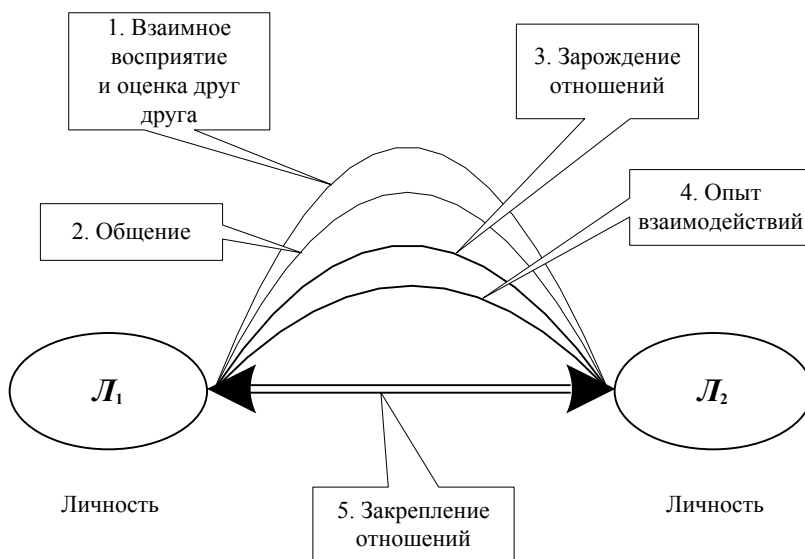 1. Взаимное
восприятие
и оценка друг
друга
3. Зарождение
отношений
2. Общение
4. Опыт
взаимодействий
Л₁
Л₂
Личность
5. Закрепление
отношений
Личность